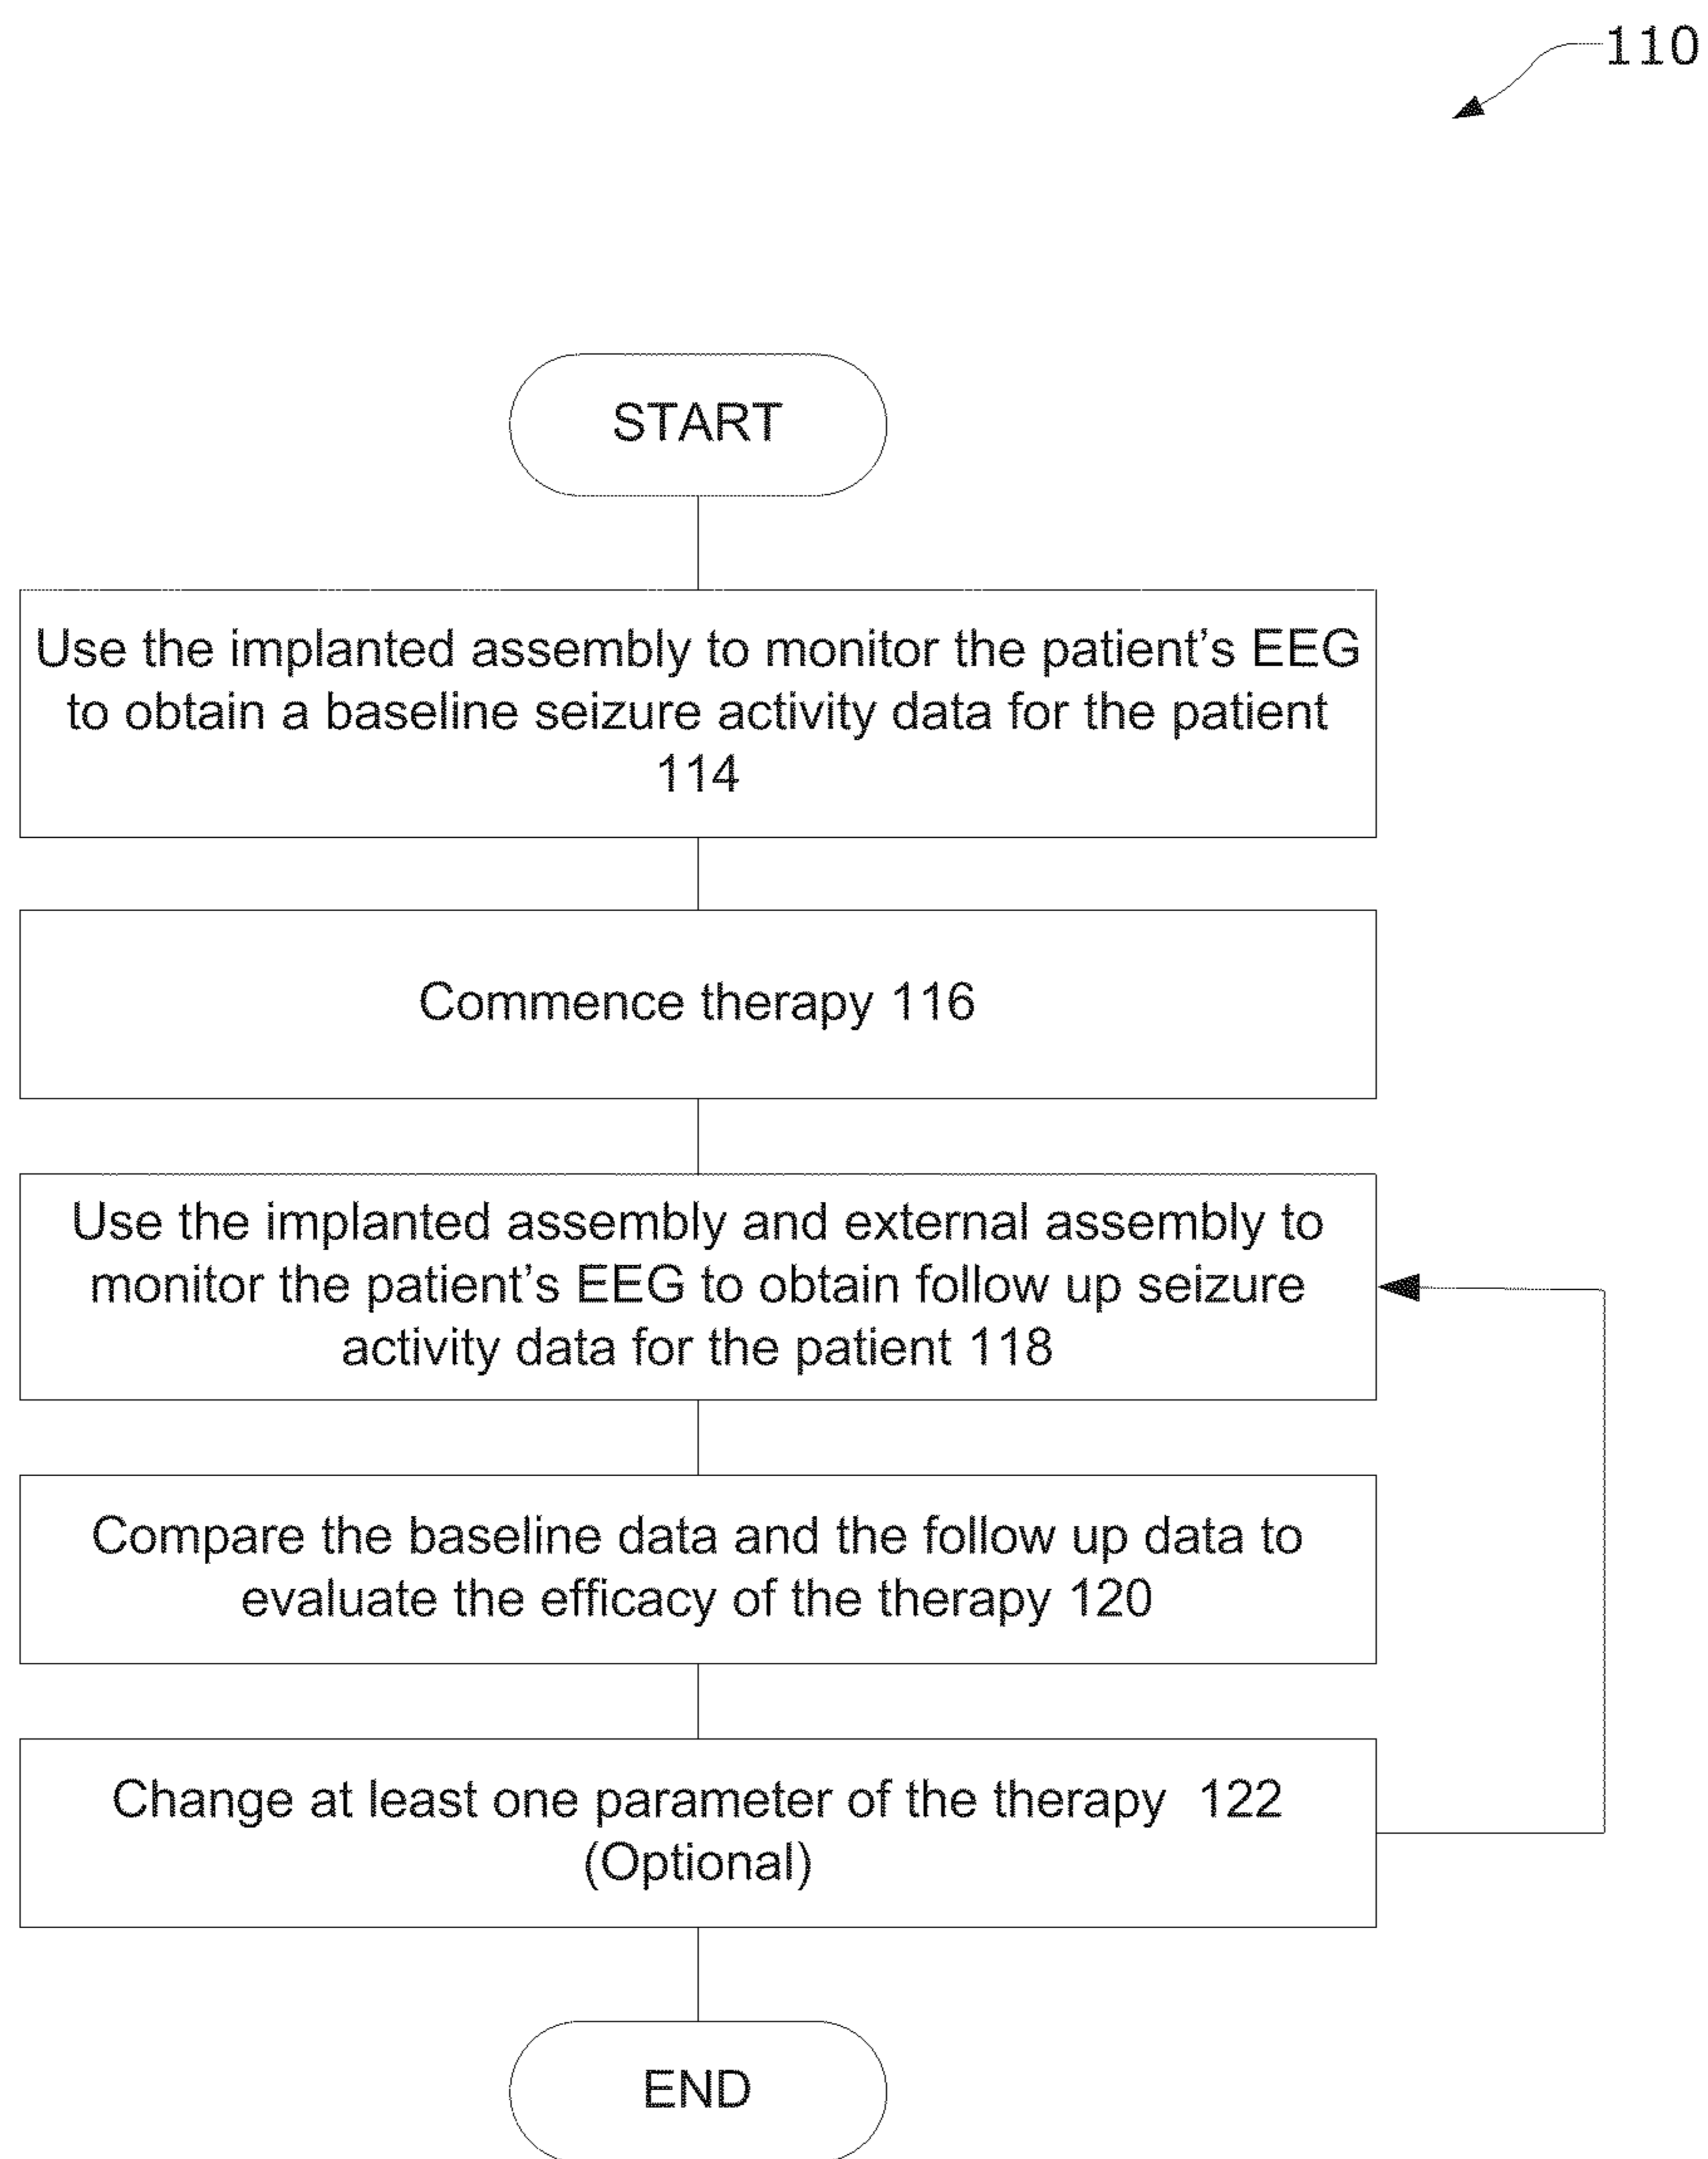 110
START
Use the implanted assembly to monitor the patient's EEG
to obtain a baseline seizure activity data for the patient
114
Commence therapy 116
Use the implanted assembly and external assembly to
monitor the patient's EEG to obtain follow up seizure
activity data for the patient 118
Compare the baseline data and the follow up data to
evaluate the efficacy of the therapy 120
Change at least one parameter of the therapy 122
(Optional)
END